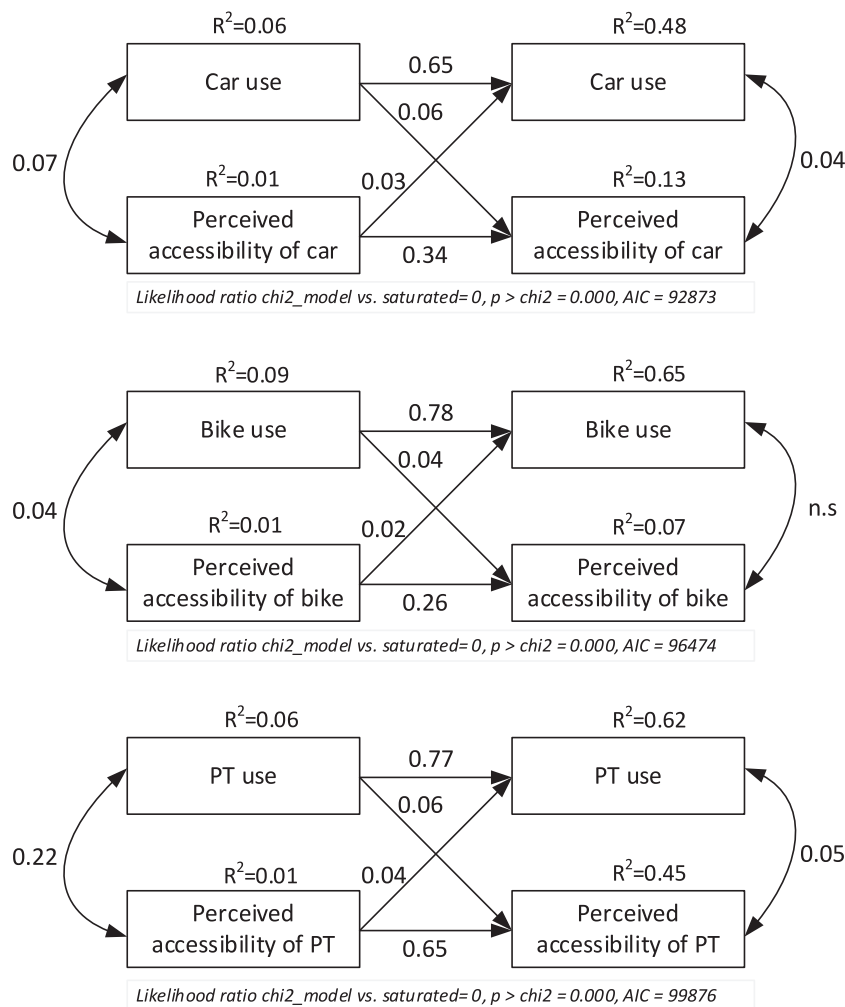 R²=0.06
R²=0.48
Car use
0.65
Car use
0.06
0.07
0.04
R²=0.01
0.03
R²=0.13
Perceived
accessibility of car
0.34
Perceived
accessibility of car
Likelihood ratio chi2_model vs. saturated= 0, p > chi2 = 0.000, AIC = 92873
R²=0.09
R²=0.65
Bike use
0.78
Bike use
0.04
0.04
n.s
R²=0.01
0.02
R²=0.07
Perceived
accessibility of bike
0.26
Perceived
accessibility of bike
Likelihood ratio chi2_model vs. saturated= 0, p > chi2 = 0.000, AIC = 96474
R²=0.06
R²=0.62
PT use
0.77
PT use
0.06
0.22
0.05
R²=0.01
0.04
R²=0.45
Perceived
accessibility of PT
0.65
Perceived
accessibility of PT
Likelihood ratio chi2_model vs. saturated= 0, p > chi2 = 0.000, AIC = 99876